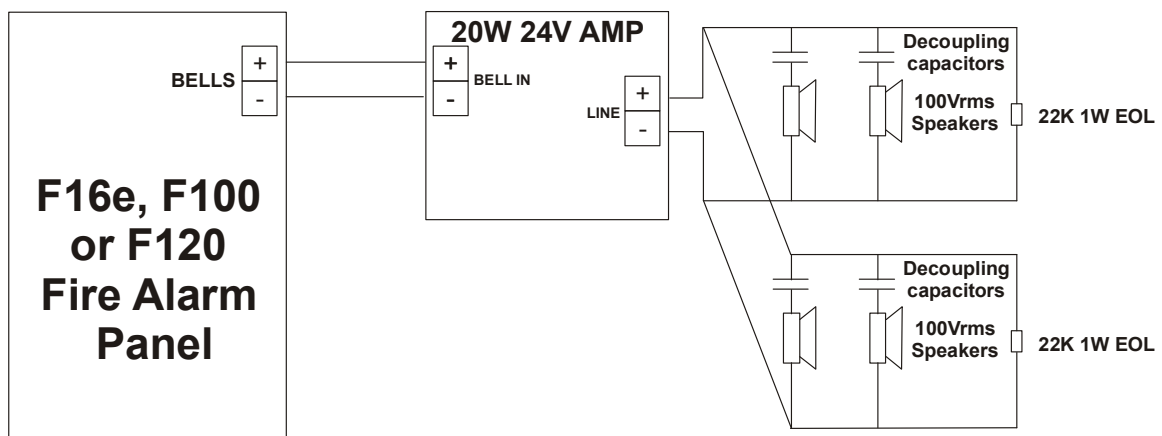 F16e, F100
or F120
Fire Alarm
Panel
BELLS
+
-
20W 24V AMP
+
-
BELL IN
LINE
+
-
Decoupling
capacitors
100Vrms
Speakers
22K 1W EOL
Decoupling
capacitors
100Vrms
Speakers
22K 1W EOL